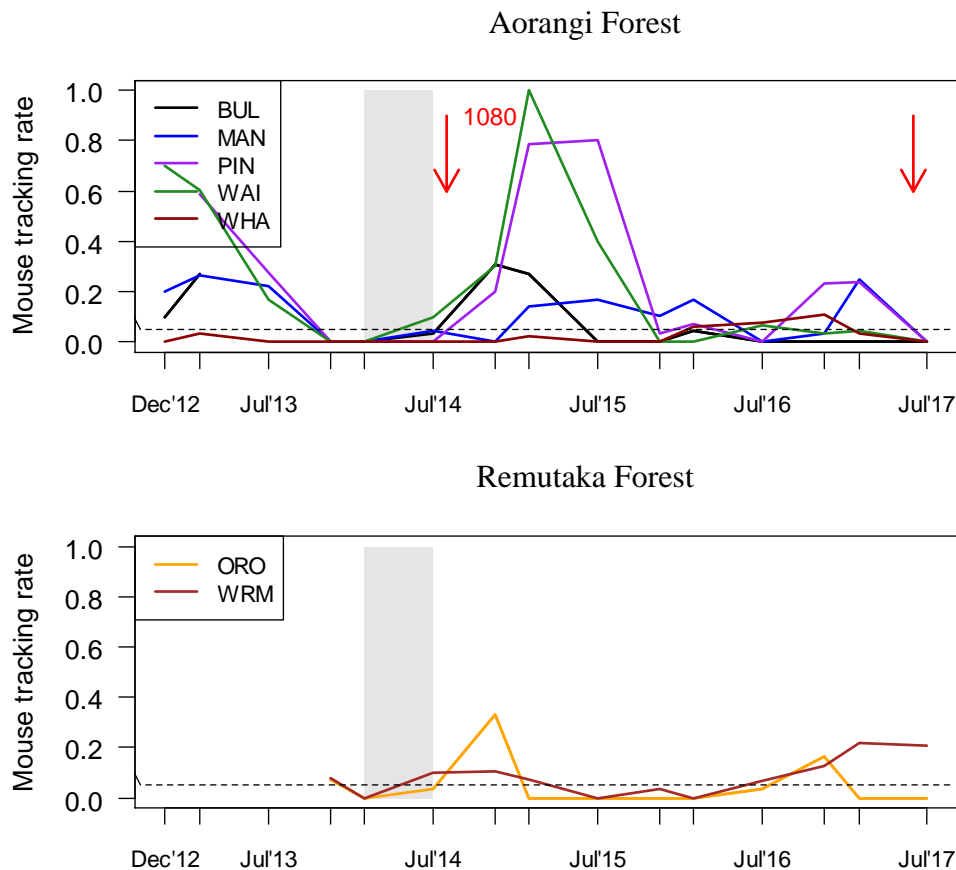 Aorangi Forest
Mouse tracking rate
1.0
0.8
0.6
0.4
0.2
0.0
BUL
MAN
PIN
WAI
WHA
1080
Dec'12 Jul'13 Jul'14 Jul'15 Jul'16 Jul'17
Remutaka Forest
Mouse tracking rate
1.0
0.8
0.6
0.4
0.2
0.0
ORO
WRM
Dec'12 Jul'13 Jul'14 Jul'15 Jul'16 Jul'17